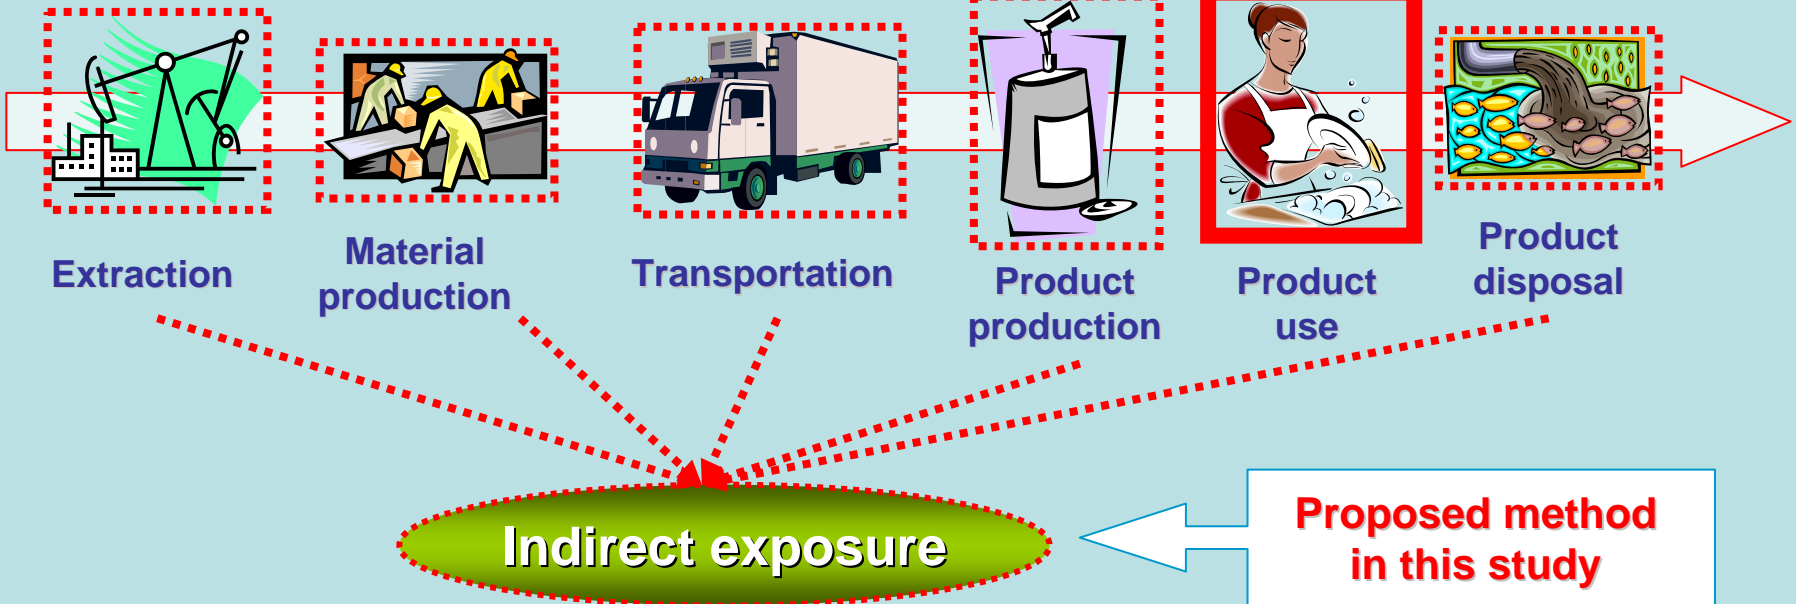 Extraction
Material
production
Transportation
Product
production
Product
use
Product
disposal
Indirect exposure
Proposed method
in this study